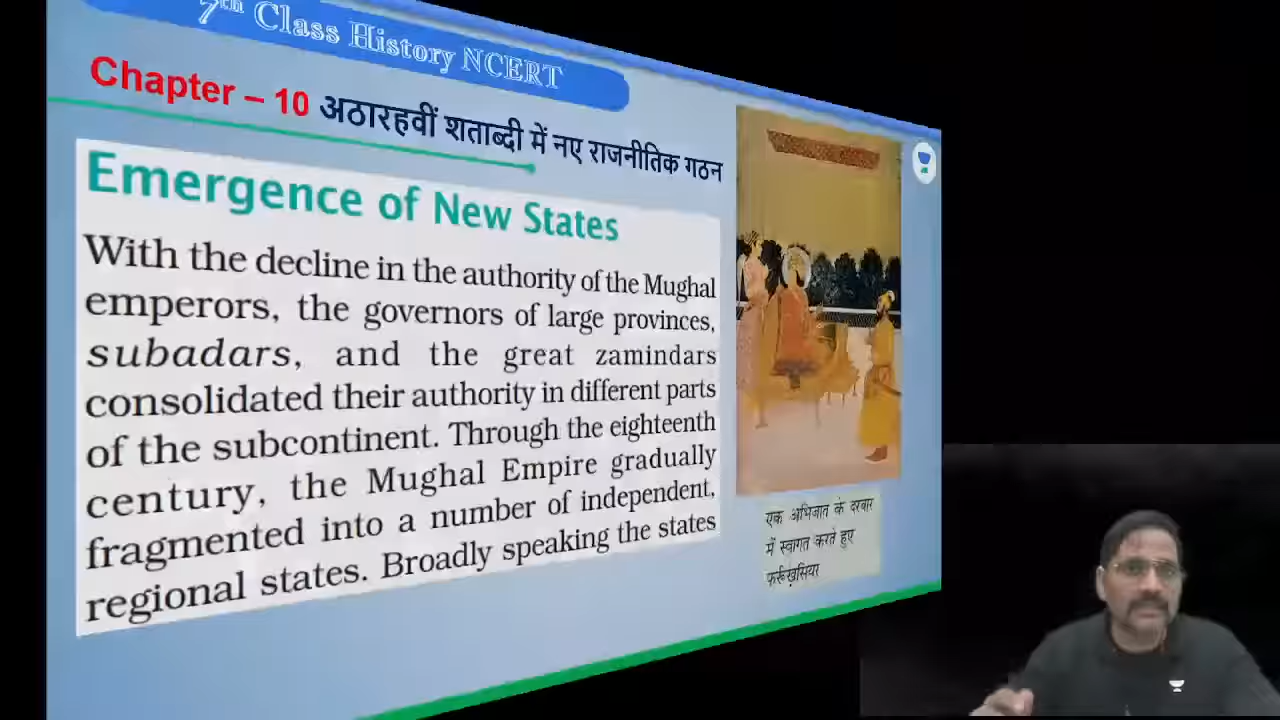 7th Class History NCERT
Chapter – 10 अठारहवीं शताब्दी में नए राजनीतिक गठन
Emergence of New States
With the decline in the authority of the Mughal
emperors, the governors of large provinces,
subadars, and the great zamindars
consolidated their authority in different parts
of the subcontinent. Through the eighteenth
century, the Mughal Empire gradually
fragmented into a number of independent,
regional states. Broadly speaking the states
एक अभिजात के दरबार
में स्वागत करते हुए
फर्रूख़सियर